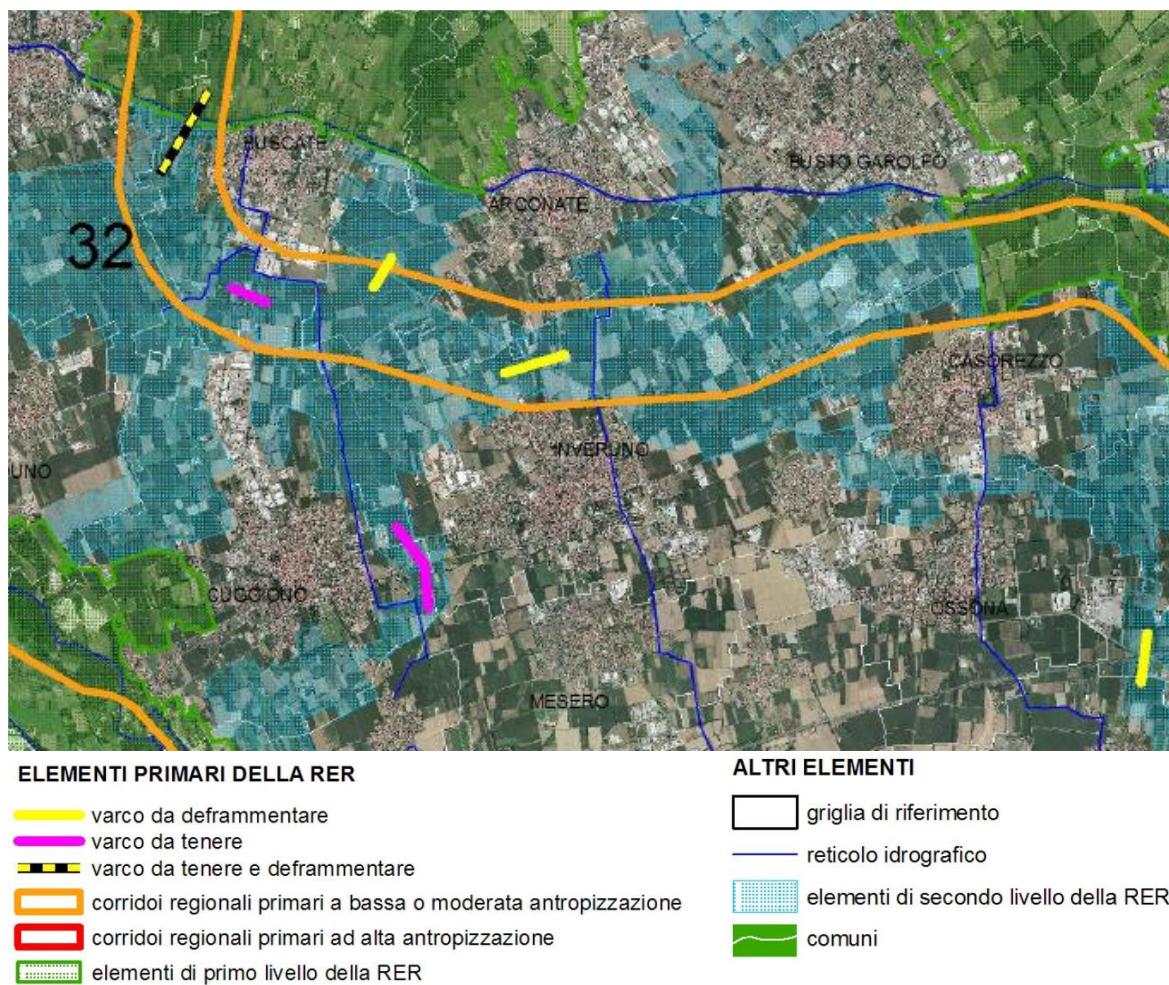 BUSCATE
BUSTO GAROLFO
ARCONATE
32
CASOREZZO
INVERUNO
UNO
CUGGIONO
OSSONA
MESERO
ELEMENTI PRIMARI DELLA RER
varco da deframmentare
varco da tenere
varco da tenere e deframmentare
corridoi regionali primari a bassa o moderata antropizzazione
corridoi regionali primari ad alta antropizzazione
elementi di primo livello della RER
ALTRI ELEMENTI
griglia di riferimento
reticolo idrografico
elementi di secondo livello della RER
comuni